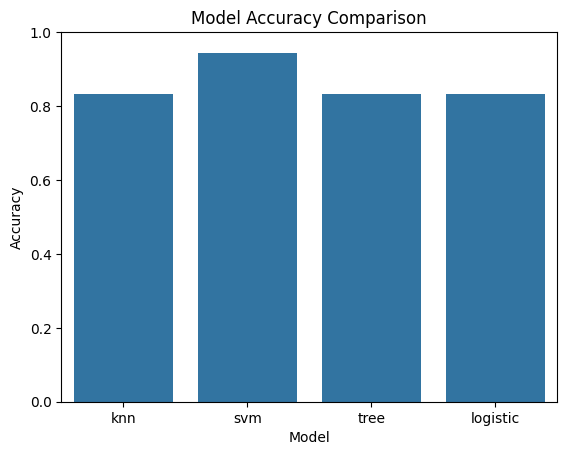 Model Accuracy Comparison
1.0
0.8
0.6
0.4
0.2
0.0
Accuracy
knn svm tree logistic
Model